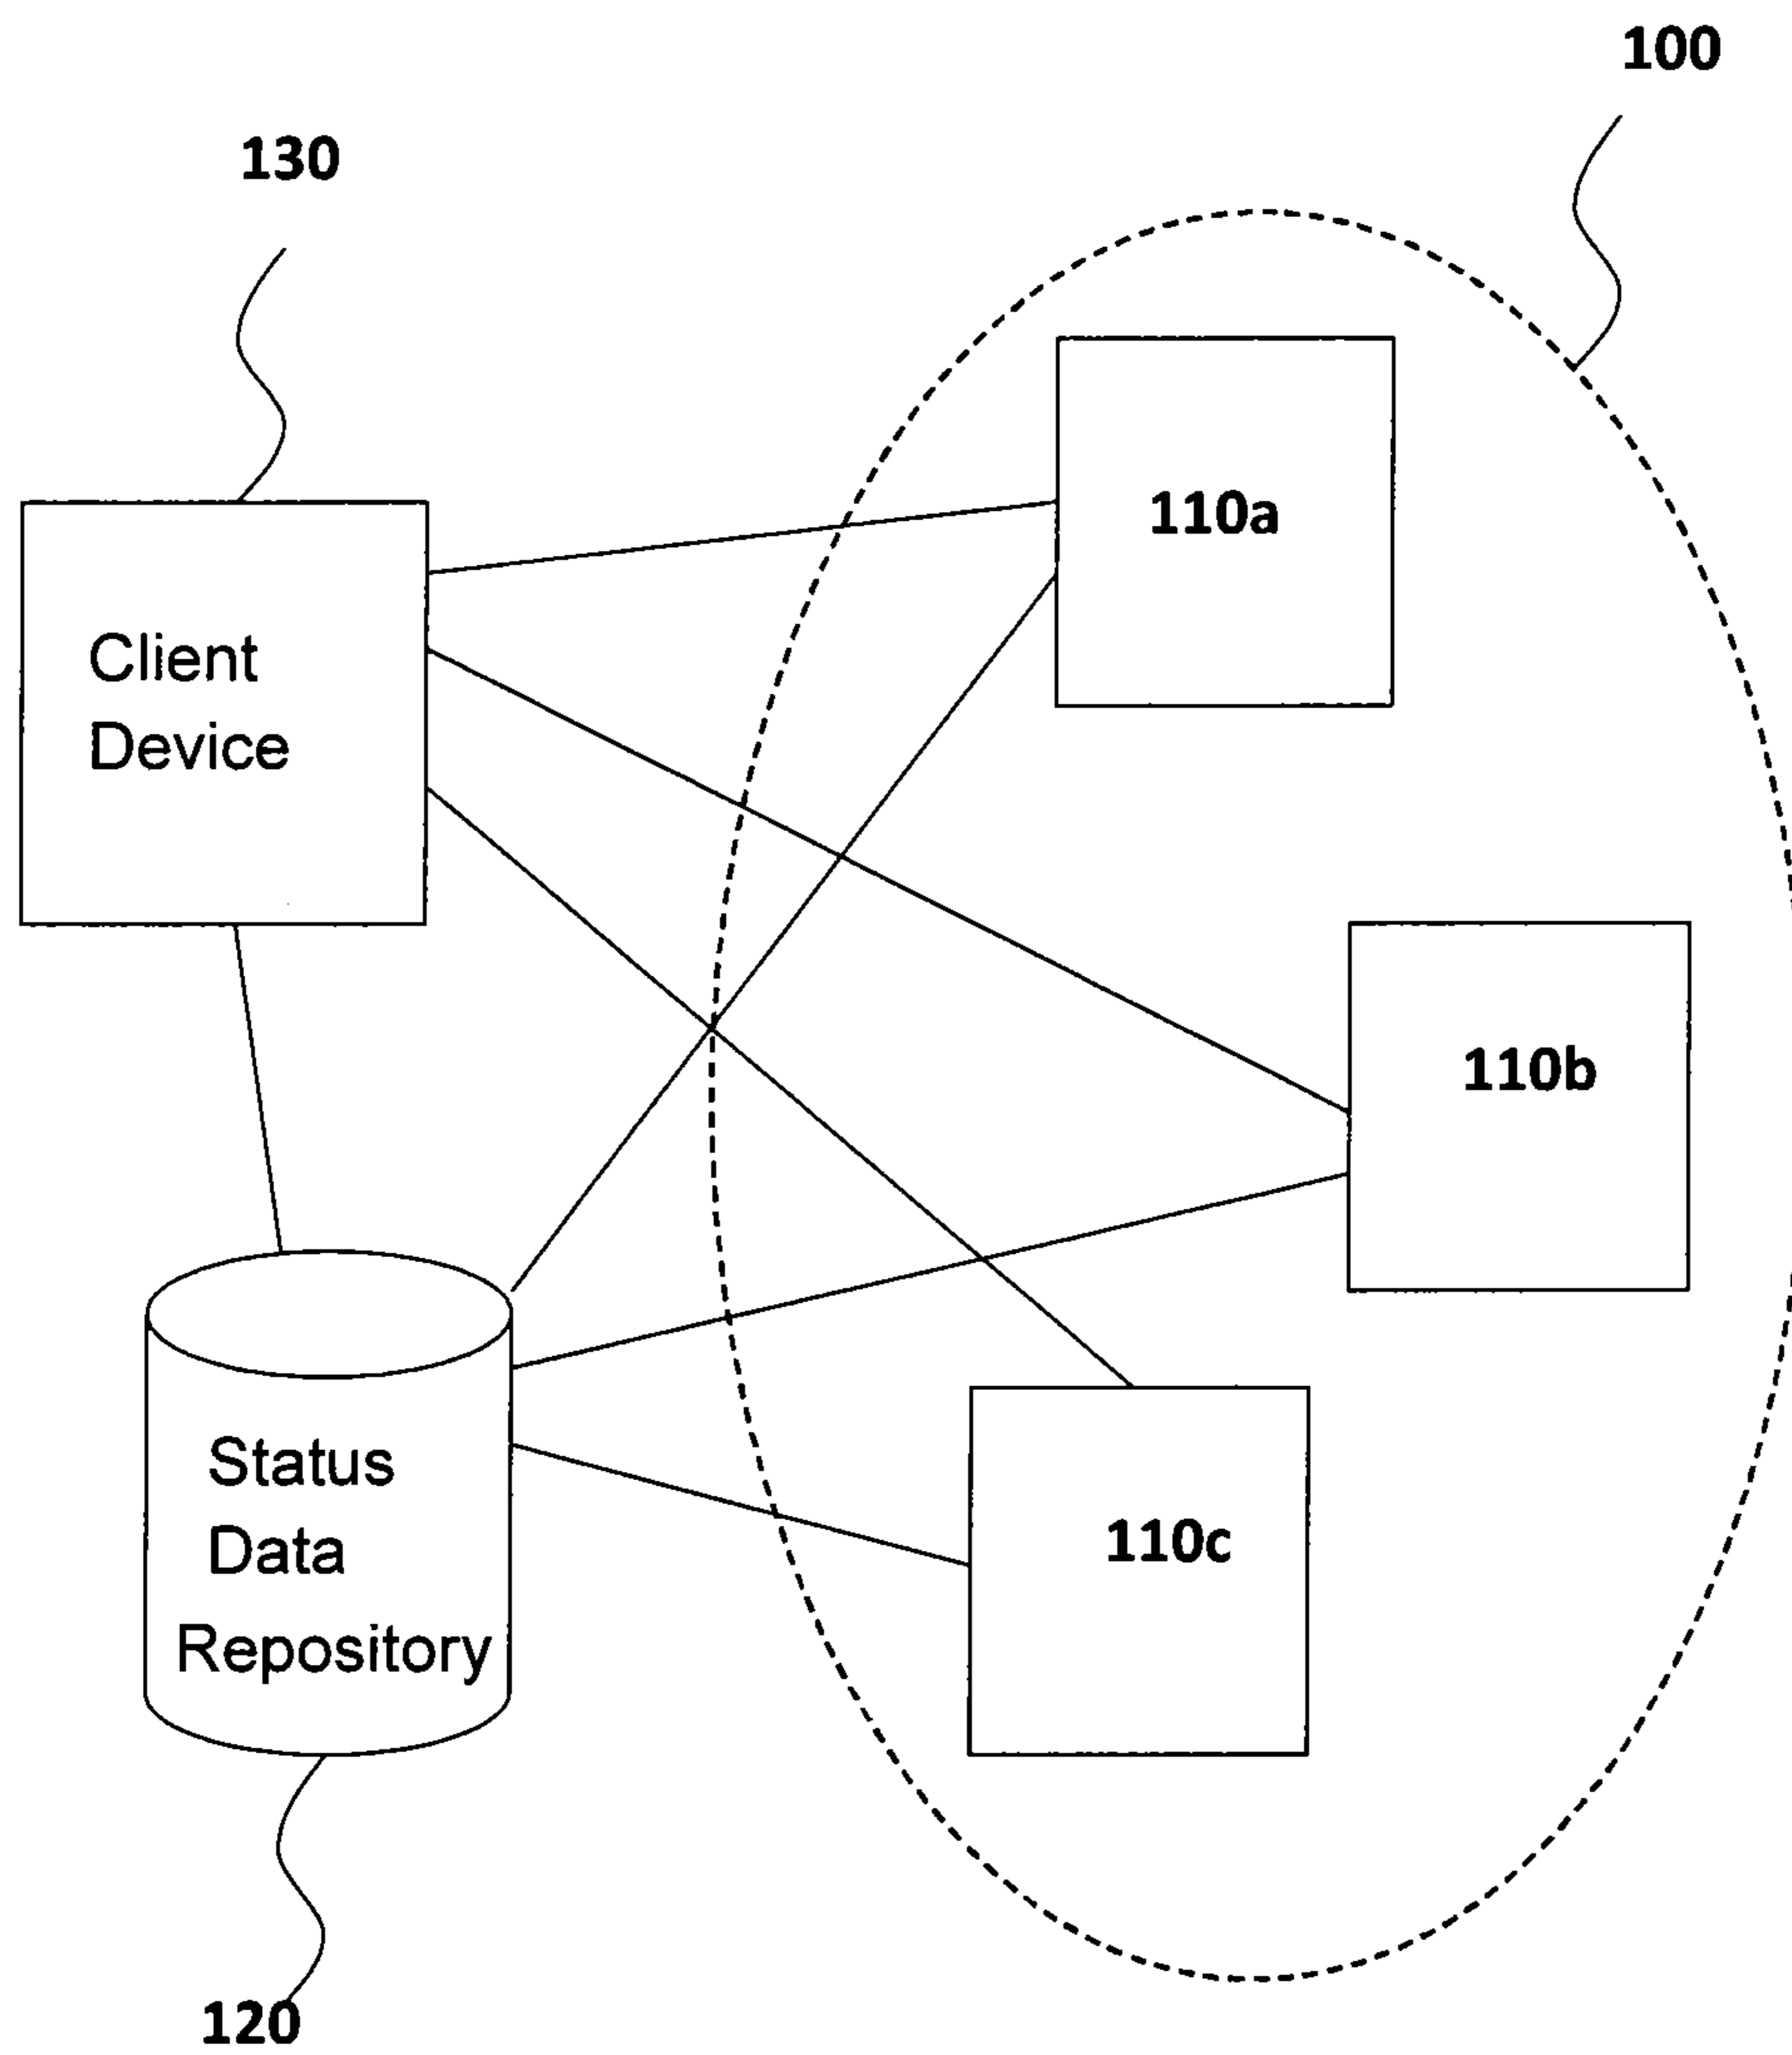 100
130
110a
Client
Device
110b
Status
Data
Repository
110c
120